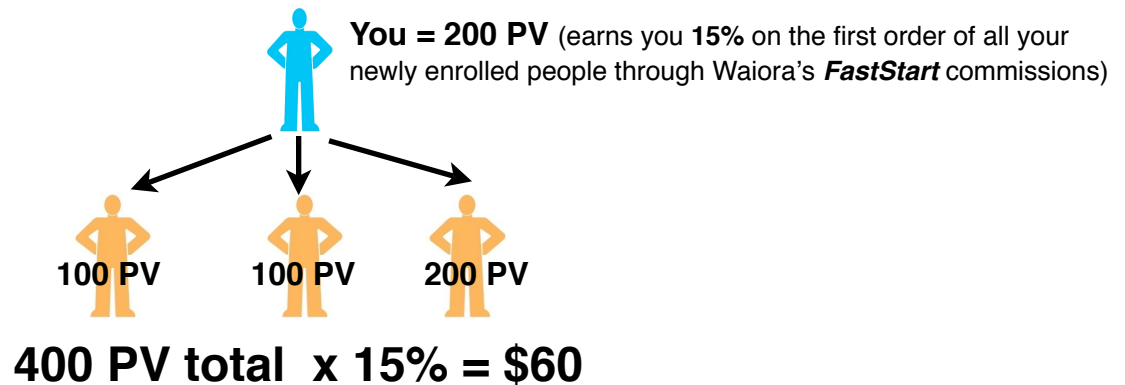 You = 200 PV (earns you 15% on the first order of all your
newly enrolled people through Waiora's FastStart commissions)
100 PV 100 PV 200 PV
400 PV total x 15% = $60